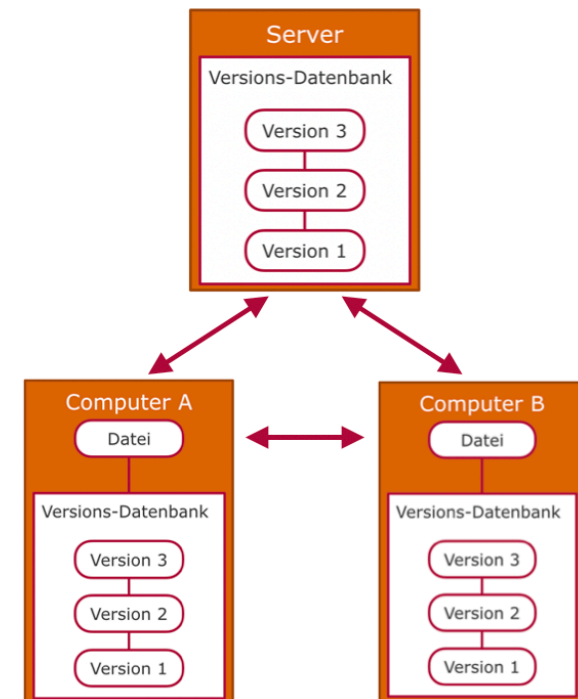 Server
Versions-Datenbank
Version 3
Version 2
Version 1
Computer A
Datei
Versions-Datenbank
Version 3
Version 2
Version 1
Computer B
Datei
Versions-Datenbank
Version 3
Version 2
Version 1